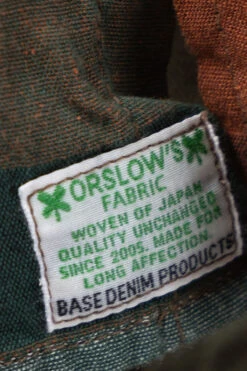 ORSLOW'S
FABRIC
WOVEN OF JAPAN
QUALITY UNCHANGED
SINCE 2005. MADE FOR
LONG AFFECTION
BASE DENIM PRODUCTS